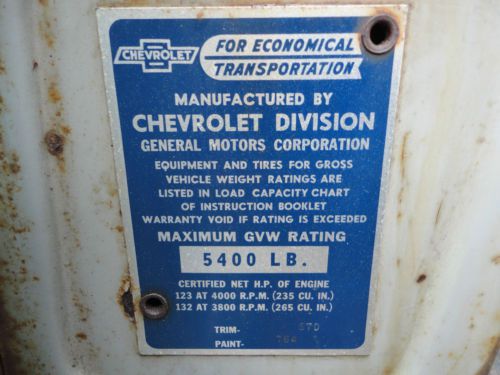 CHEVROLET
FOR ECONOMICAL
TRANSPORTATION
MANUFACTURED BY
CHEVROLET DIVISION
GENERAL MOTORS CORPORATION
EQUIPMENT AND TIRES FOR GROSS
VEHICLE WEIGHT RATINGS ARE
LISTED IN LOAD CAPACITY CHART
OF INSTRUCTION BOOKLET
WARRANTY VOID IF RATING IS EXCEEDED
MAXIMUM GVW RATING
5400 LB.
CERTIFIED NET H.P. OF ENGINE
123 AT 4000 R.P.M. (235 CU. IN.)
132 AT 3800 R.P.M. (265 CU. IN.)
TRIM-
PAINT-